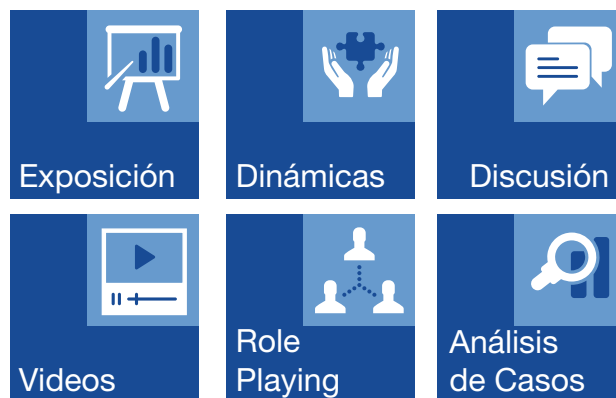 Exposición
Dinámicas
Discusión
Videos
Role
Playing
Análisis
de Casos